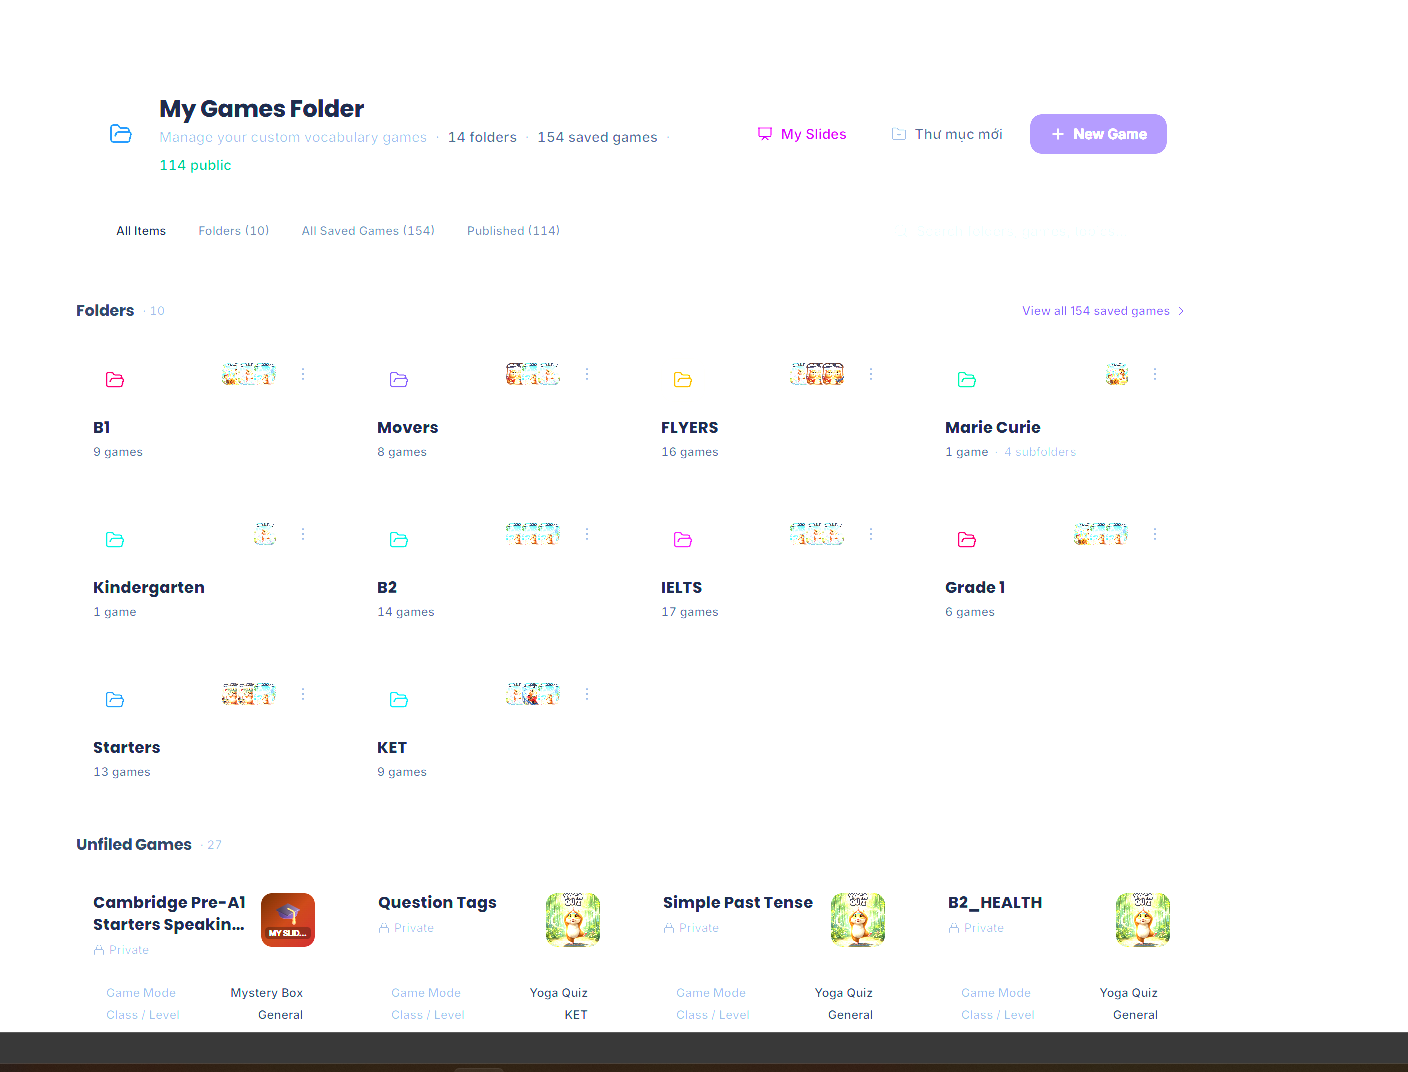 My Games Folder
Manage your custom vocabulary games · 14 folders · 154 saved games ·
114 public
My Slides
Thư mục mới
+ New Game
All Items
Folders (10)
All Saved Games (154)
Published (114)
Folders · 10
View all 154 saved games
B1
9 games
Movers
8 games
FLYERS
16 games
Marie Curie
1 game · 4 subfolders
Kindergarten
1 game
B2
14 games
IELTS
17 games
Grade 1
6 games
Starters
13 games
KET
9 games
Unfiled Games · 27
Cambridge Pre-A1
Starters Speakin...
Private
MY SLID...
Game Mode Mystery Box
Class / Level General
Question Tags
Private
Game Mode Yoga Quiz
Class / Level KET
Simple Past Tense
Private
Game Mode Yoga Quiz
Class / Level General
B2_HEALTH
Private
Game Mode Yoga Quiz
Class / Level General